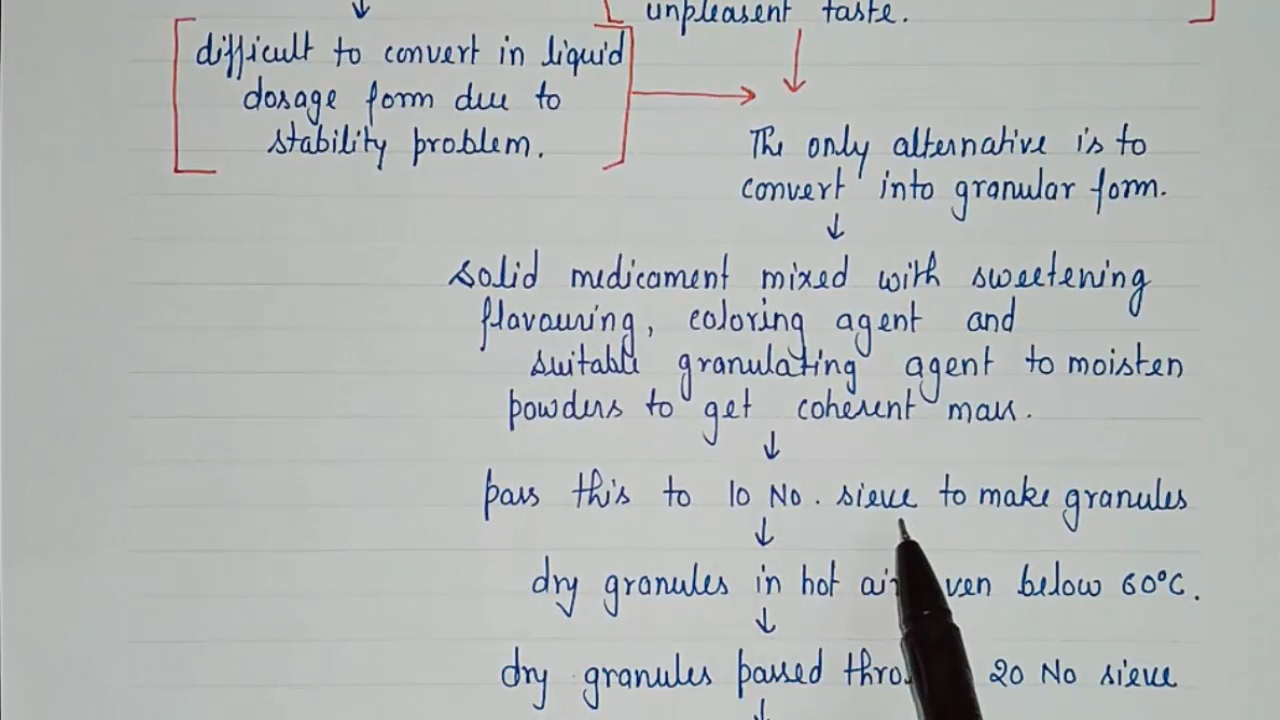 unpleasent taste.
difficult to convert in liquid
dosage form due to
stability problem.
The only alternative is to
convert into granular form.
solid medicament mixed with sweetening
flavouring, coloring agent and
suitable granulating agent to moisten
powders to get coherent mass.
pass this to 10 No. sieve to make granules
dry granules in hot air ven below 60°C.
dry granules passed thro 20 No sieve